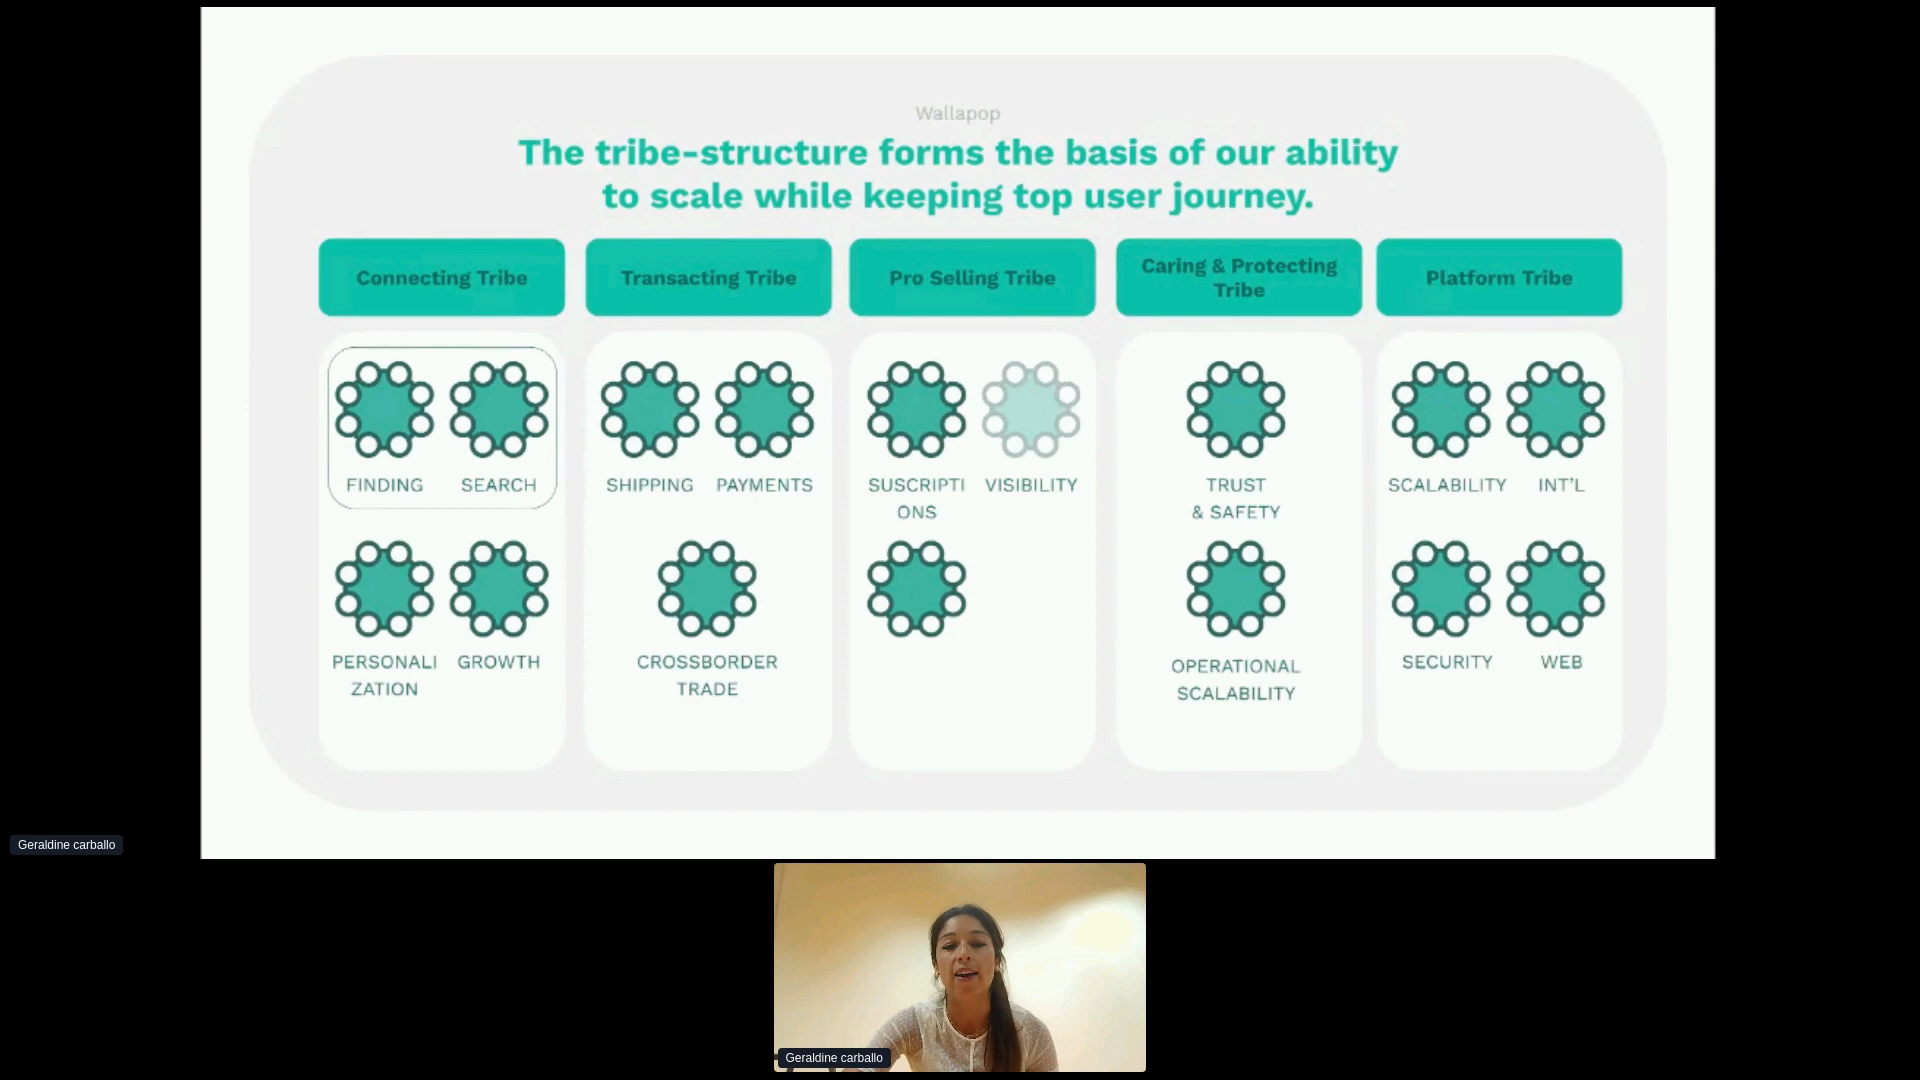 Wallapop
The tribe-structure forms the basis of our ability
to scale while keeping top user journey.
Connecting Tribe
Transacting Tribe
Pro Selling Tribe
Caring & Protecting
Tribe
Platform Tribe
FINDING
SEARCH
PERSONALI
ZATION
GROWTH
SHIPPING
PAYMENTS
CROSSBORDER
TRADE
SUSCRIPTI
ONS
VISIBILITY
TRUST
& SAFETY
OPERATIONAL
SCALABILITY
SCALABILITY
INT'L
SECURITY
WEB
Geraldine carballo
Geraldine carballo